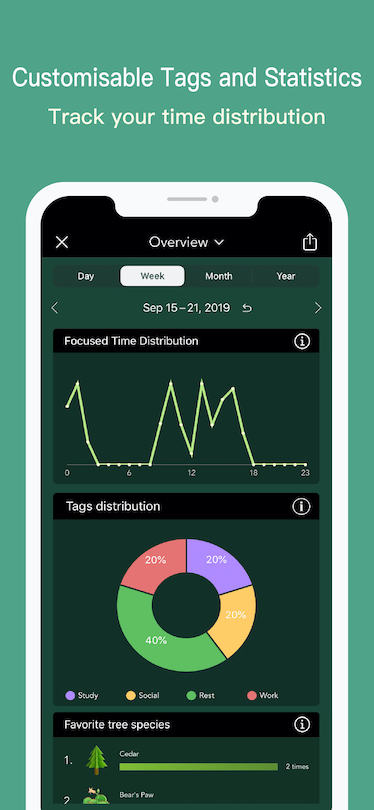 Customisable Tags and Statistics
Track your time distribution
Overview
Day Week Month Year
Sep 15–21, 2019
Focused Time Distribution
0 6 12 18 23
Tags distribution
20% 20%
20%
40%
Study Social Rest Work
Favorite tree species
1. Cedar
2 times
2 Bear's Paw